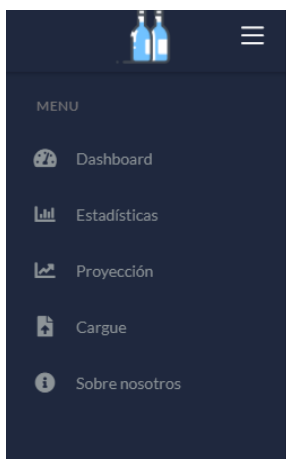 MENU
Dashboard
Estadísticas
Proyección
Cargue
Sobre nosotros